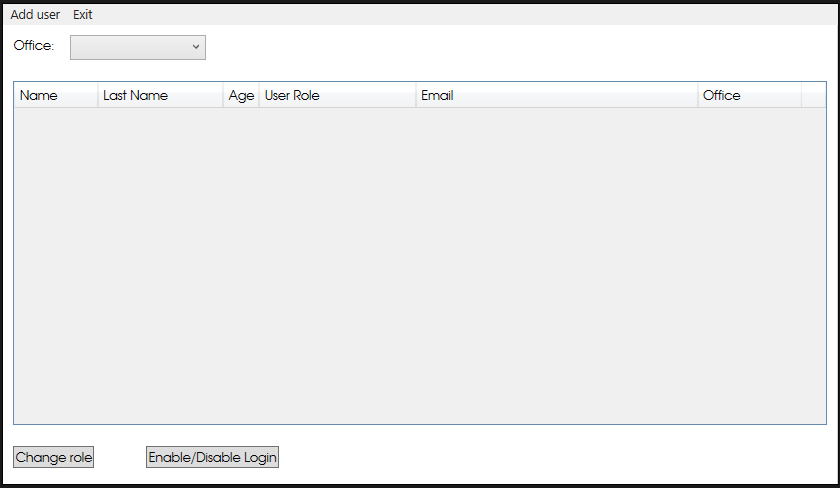 Add user Exit
Office:
Name Last Name Age User Role Email Office
Change role Enable/Disable Login